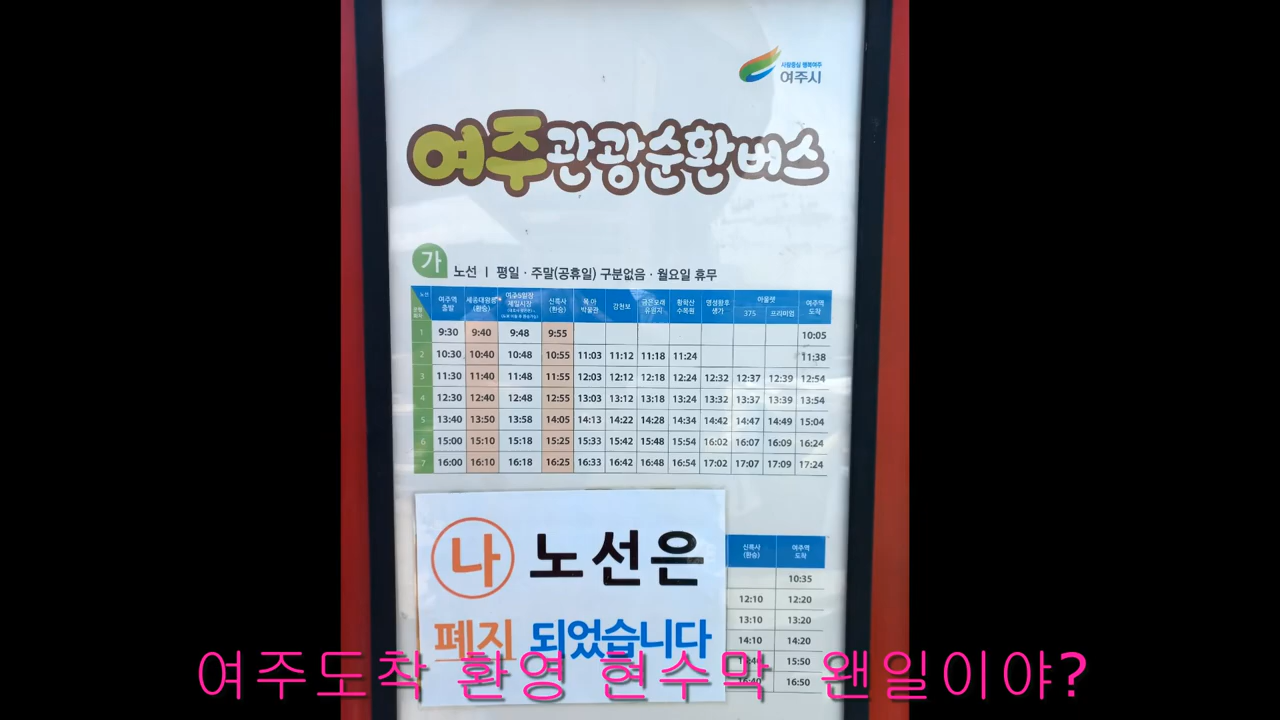 사람중심 행복여주
여주시
여주관광순환버스
가 노선 | 평일 · 주말(공휴일) 구분없음 · 월요일 휴무
노선 여주역 출발 세종대왕릉 (환승) 여주5일장 제일시장 신륵사 (환승) 목아 박물관 강천보 금은모래 유원지 황학산 수목원 명성황후 생가 아울렛 375 프리미엄 여주역 도착
1 9:30 9:40 9:48 9:55 10:05
2 10:30 10:40 10:48 10:55 11:03 11:12 11:18 11:24 11:38
3 11:30 11:40 11:48 11:55 12:03 12:12 12:18 12:24 12:32 12:37 12:39 12:54
4 12:30 12:40 12:48 12:55 13:03 13:12 13:18 13:24 13:32 13:37 13:39 13:54
5 13:40 13:50 13:58 14:05 14:13 14:22 14:28 14:34 14:42 14:47 14:49 15:04
6 15:00 15:10 15:18 15:25 15:33 15:42 15:48 15:54 16:02 16:07 16:09 16:24
7 16:00 16:10 16:18 16:25 16:33 16:42 16:48 16:54 17:02 17:07 17:09 17:24
나 노선은
폐지 되었습니다
신륵사 (환승) 여주역 도착
10:35
12:10 12:20
13:10 13:20
14:10 14:20
15:50
16:40 16:50
여주도착 환영 현수막 왠일이야?